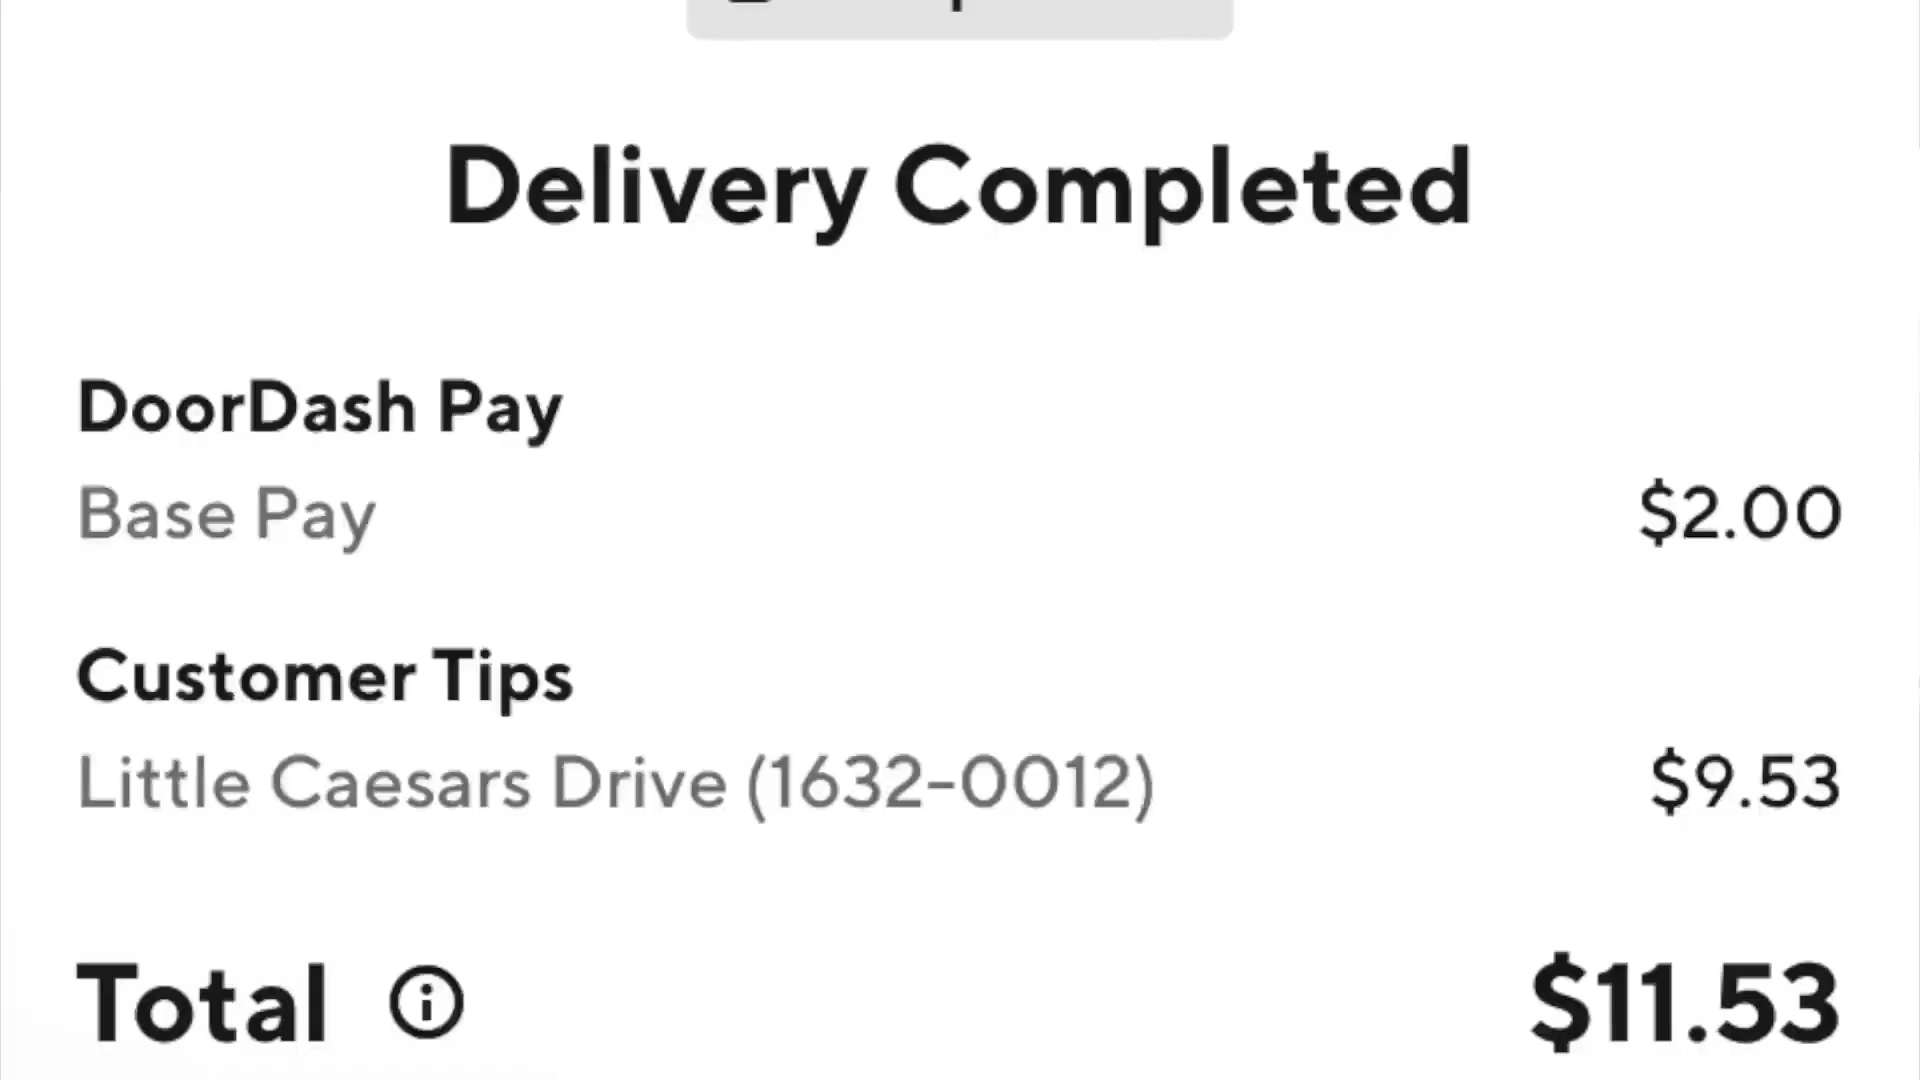 Delivery Completed
DoorDash Pay
Base Pay $2.00
Customer Tips
Little Caesars Drive (1632-0012) $9.53
Total $11.53